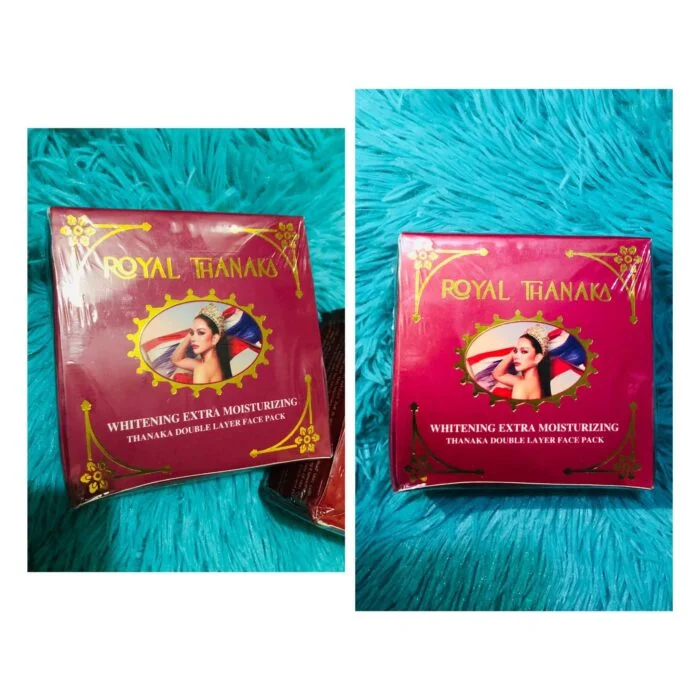 ROYAL THANAKA
WHITENING EXTRA MOISTURIZING
THANAKA DOUBLE LAYER FACE PACK
ROYAL THANAKA
WHITENING EXTRA MOISTURIZING
THANAKA DOUBLE LAYER FACE PACK